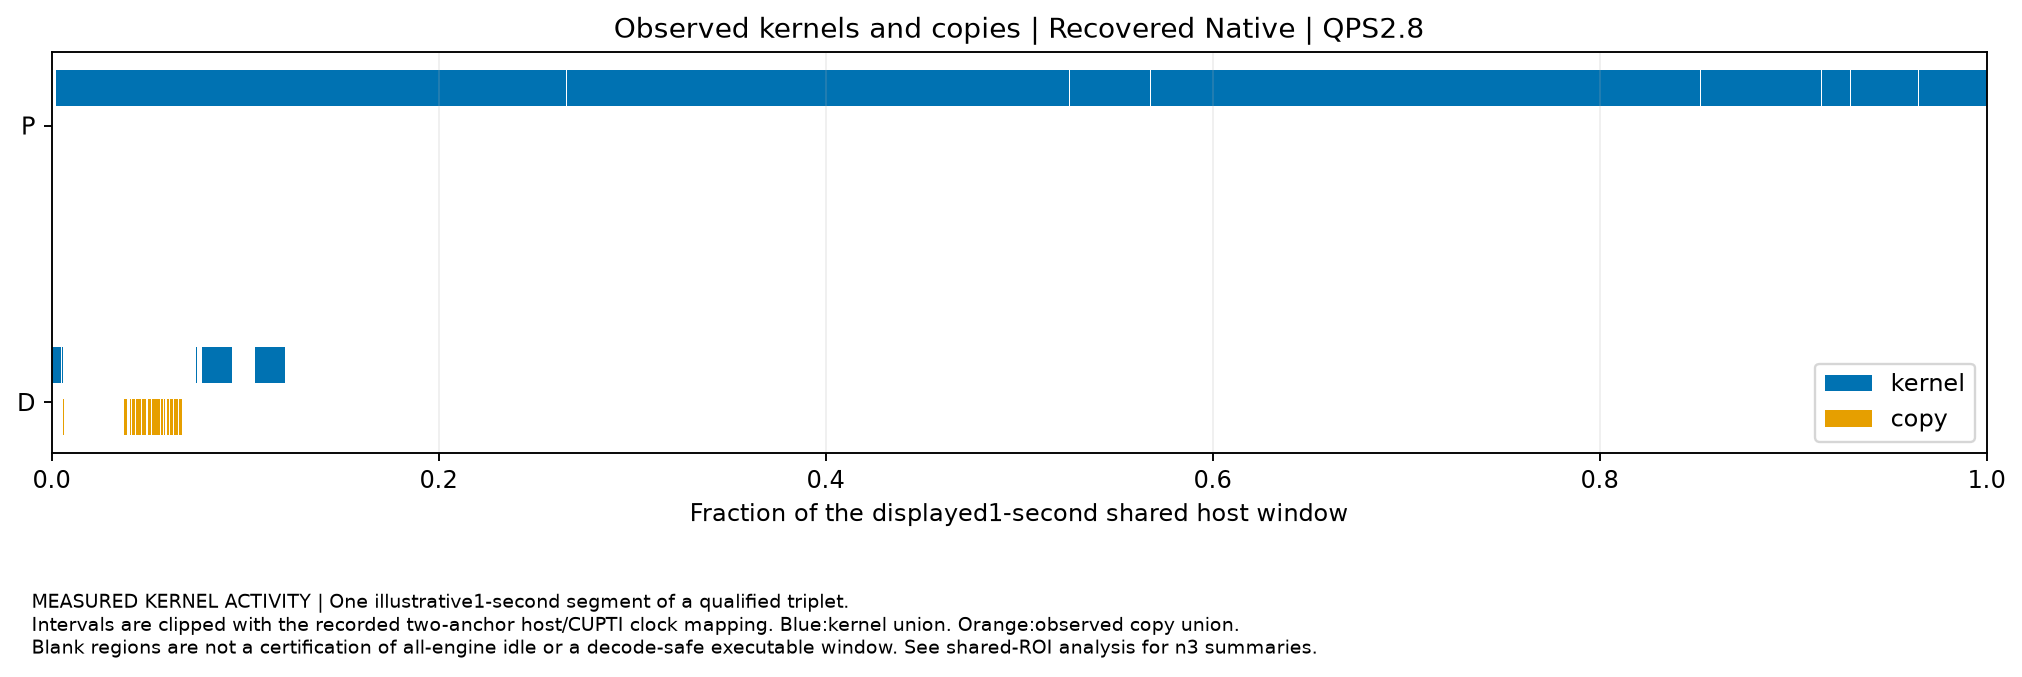 Observed kernels and copies | Recovered Native | QPS2.8
P
D
kernel
copy
0.0 0.2 0.4 0.6 0.8 1.0
Fraction of the displayed1-second shared host window
MEASURED KERNEL ACTIVITY | One illustrative1-second segment of a qualified triplet.
Intervals are clipped with the recorded two-anchor host/CUPTI clock mapping. Blue:kernel union. Orange:observed copy union.
Blank regions are not a certification of all-engine idle or a decode-safe executable window. See shared-ROI analysis for n3 summaries.